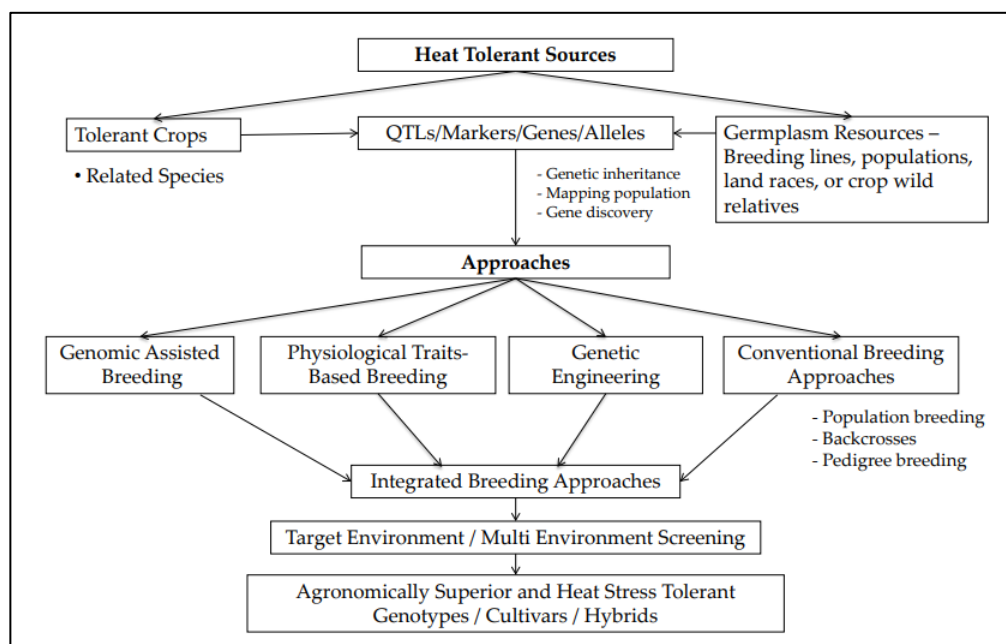 Heat Tolerant Sources
Tolerant Crops
• Related Species
QTLs/Markers/Genes/Alleles
- Genetic inheritance
- Mapping population
- Gene discovery
Germplasm Resources –
Breeding lines, populations,
land races, or crop wild
relatives
Approaches
Genomic Assisted
Breeding
Physiological Traits-
Based Breeding
Genetic
Engineering
Conventional Breeding
Approaches
- Population breeding
- Backcrosses
- Pedigree breeding
Integrated Breeding Approaches
Target Environment / Multi Environment Screening
Agronomically Superior and Heat Stress Tolerant
Genotypes / Cultivars / Hybrids